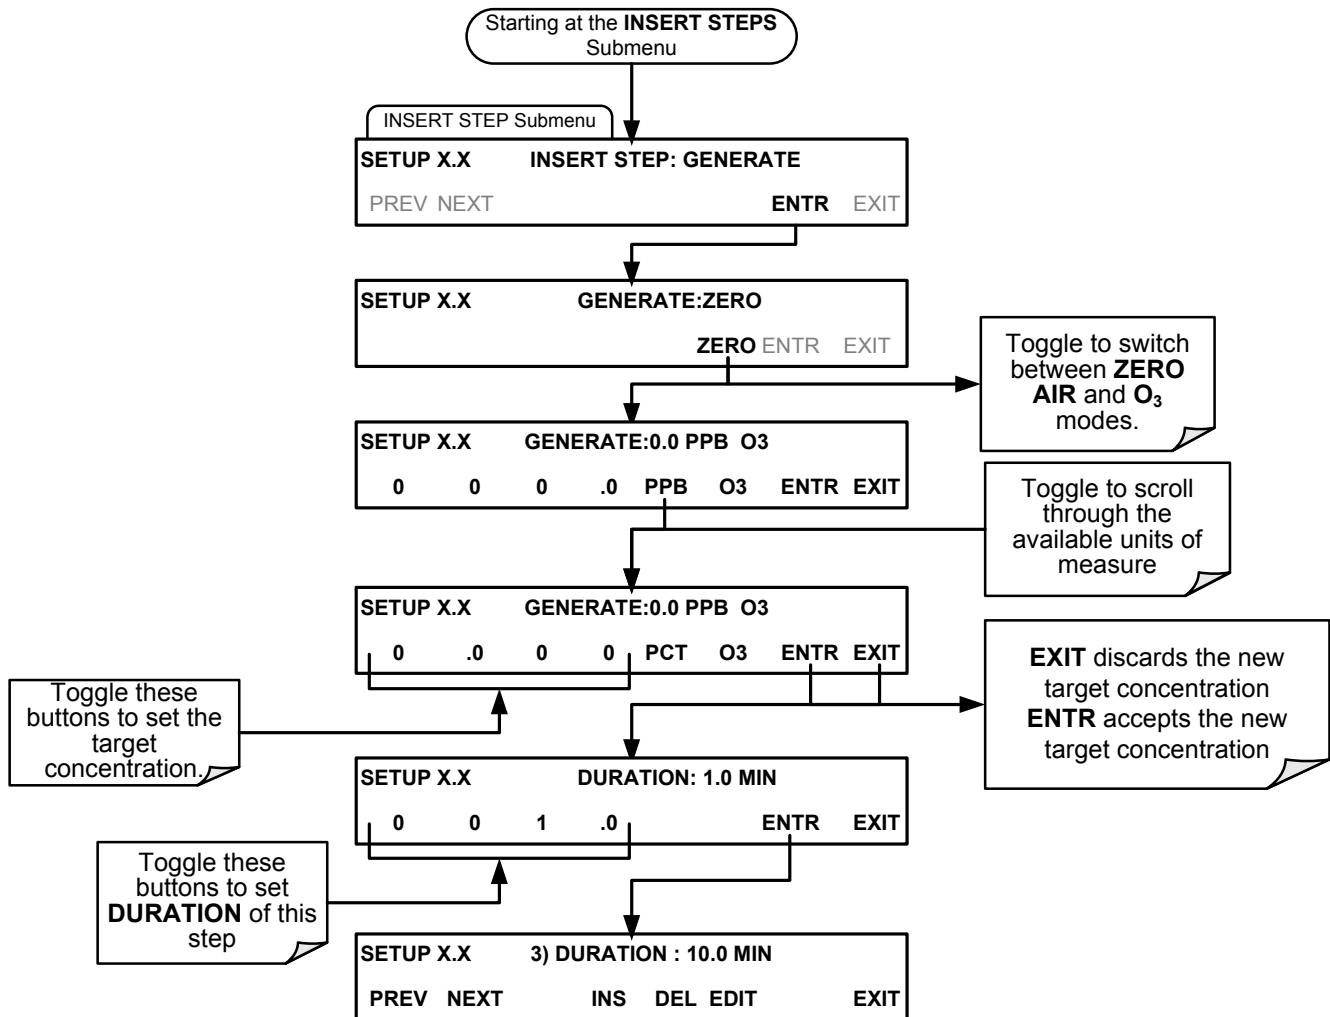 Starting at the INSERT STEPS
Submenu
INSERT STEP Submenu
SETUP X.X INSERT STEP: GENERATE
PREV NEXT ENTR EXIT
SETUP X.X GENERATE:ZERO
ZERO ENTR EXIT
Toggle to switch
between ZERO
AIR and O₃
modes.
SETUP X.X GENERATE:0.0 PPB O3
0 0 0 .0 PPB O3 ENTR EXIT
Toggle to scroll
through the
available units of
measure
SETUP X.X GENERATE:0.0 PPB O3
0 .0 0 0 PCT O3 ENTR EXIT
EXIT discards the new
target concentration
ENTR accepts the new
target concentration
Toggle these
buttons to set the
target
concentration.
SETUP X.X DURATION: 1.0 MIN
0 0 1 .0 ENTR EXIT
Toggle these
buttons to set
DURATION of this
step
SETUP X.X 3) DURATION : 10.0 MIN
PREV NEXT INS DEL EDIT EXIT